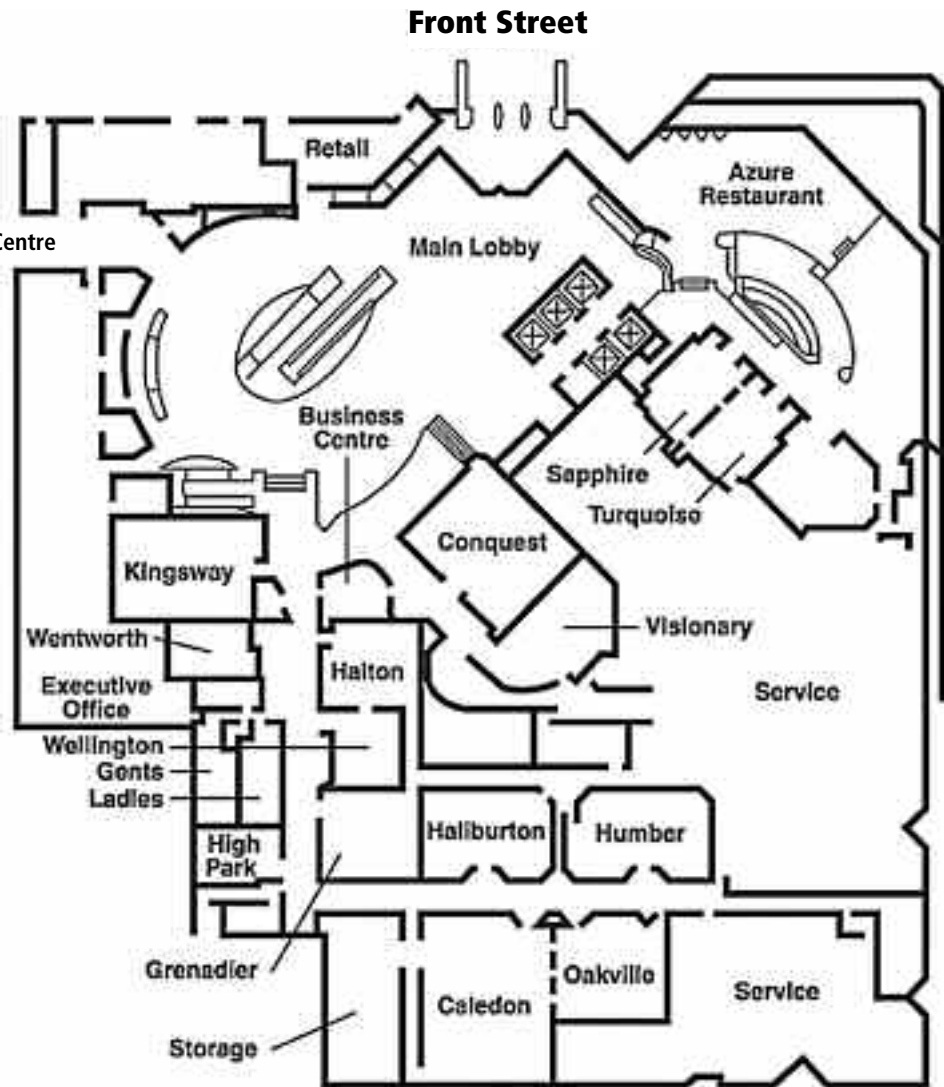 Front Street
Retail
Azure
Restaurant
Centre
Main Lobby
Business
Centre
Sapphire
Turquoise
Conquest
Kingsway
Visionary
Wentworth
Halton
Executive
Office
Service
Wellington
Gents
Ladies
Haliburton
Humber
High
Park
Grenadier
Oakville
Caledon
Service
Storage